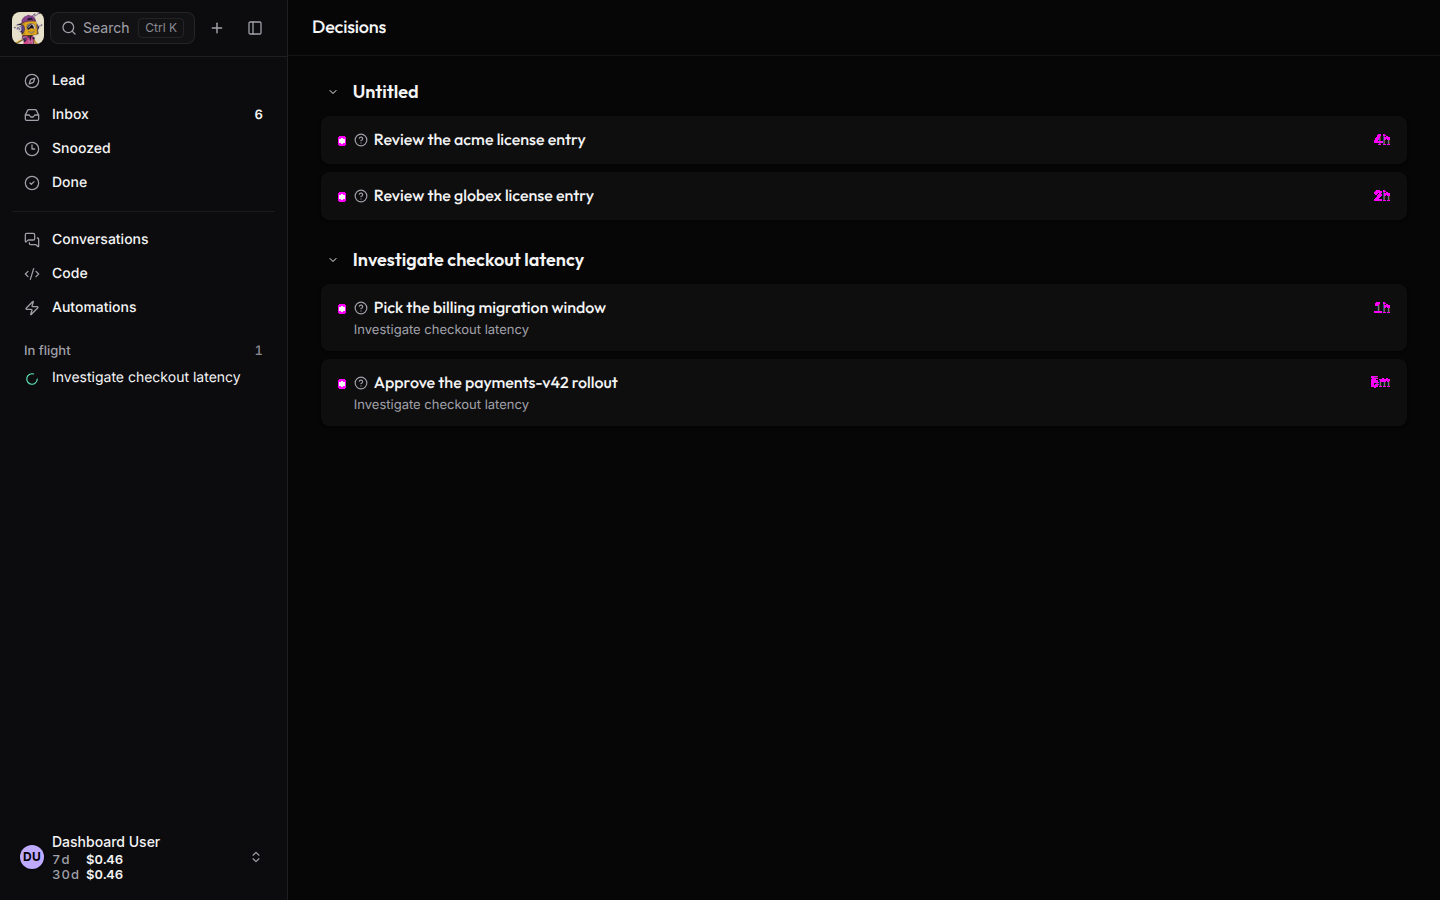 Search Ctrl K
Decisions
Lead
Inbox 6
Snoozed
Done
Conversations
Code
Automations
In flight 1
Investigate checkout latency
Dashboard User
DU
7d $0.46
30d $0.46
Untitled
Review the acme license entry 4h
Review the globex license entry 2h
Investigate checkout latency
Pick the billing migration window 1h
Investigate checkout latency
Approve the payments-v42 rollout
Investigate checkout latency